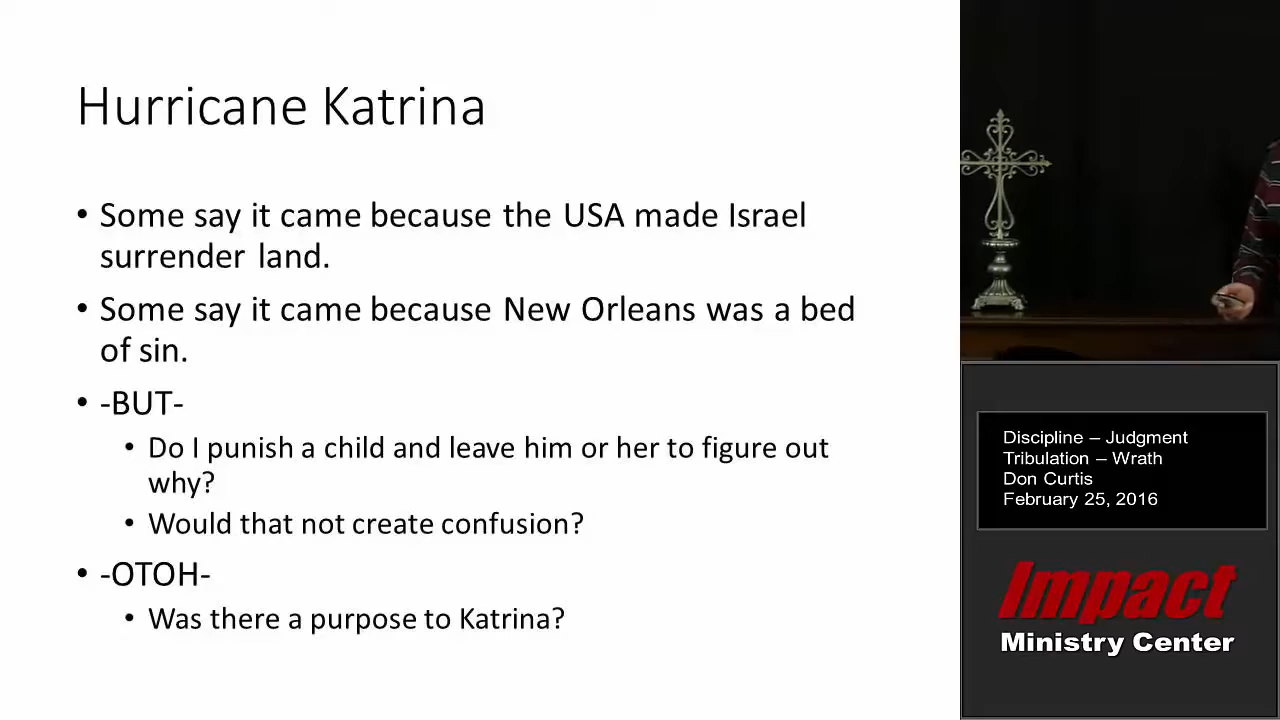 Hurricane Katrina
• Some say it came because the USA made Israel
surrender land.
• Some say it came because New Orleans was a bed
of sin.
• -BUT-
• Do I punish a child and leave him or her to figure out
why?
• Would that not create confusion?
• -OTOH-
• Was there a purpose to Katrina?
Discipline – Judgment
Tribulation – Wrath
Don Curtis
February 25, 2016
Impact
Ministry Center